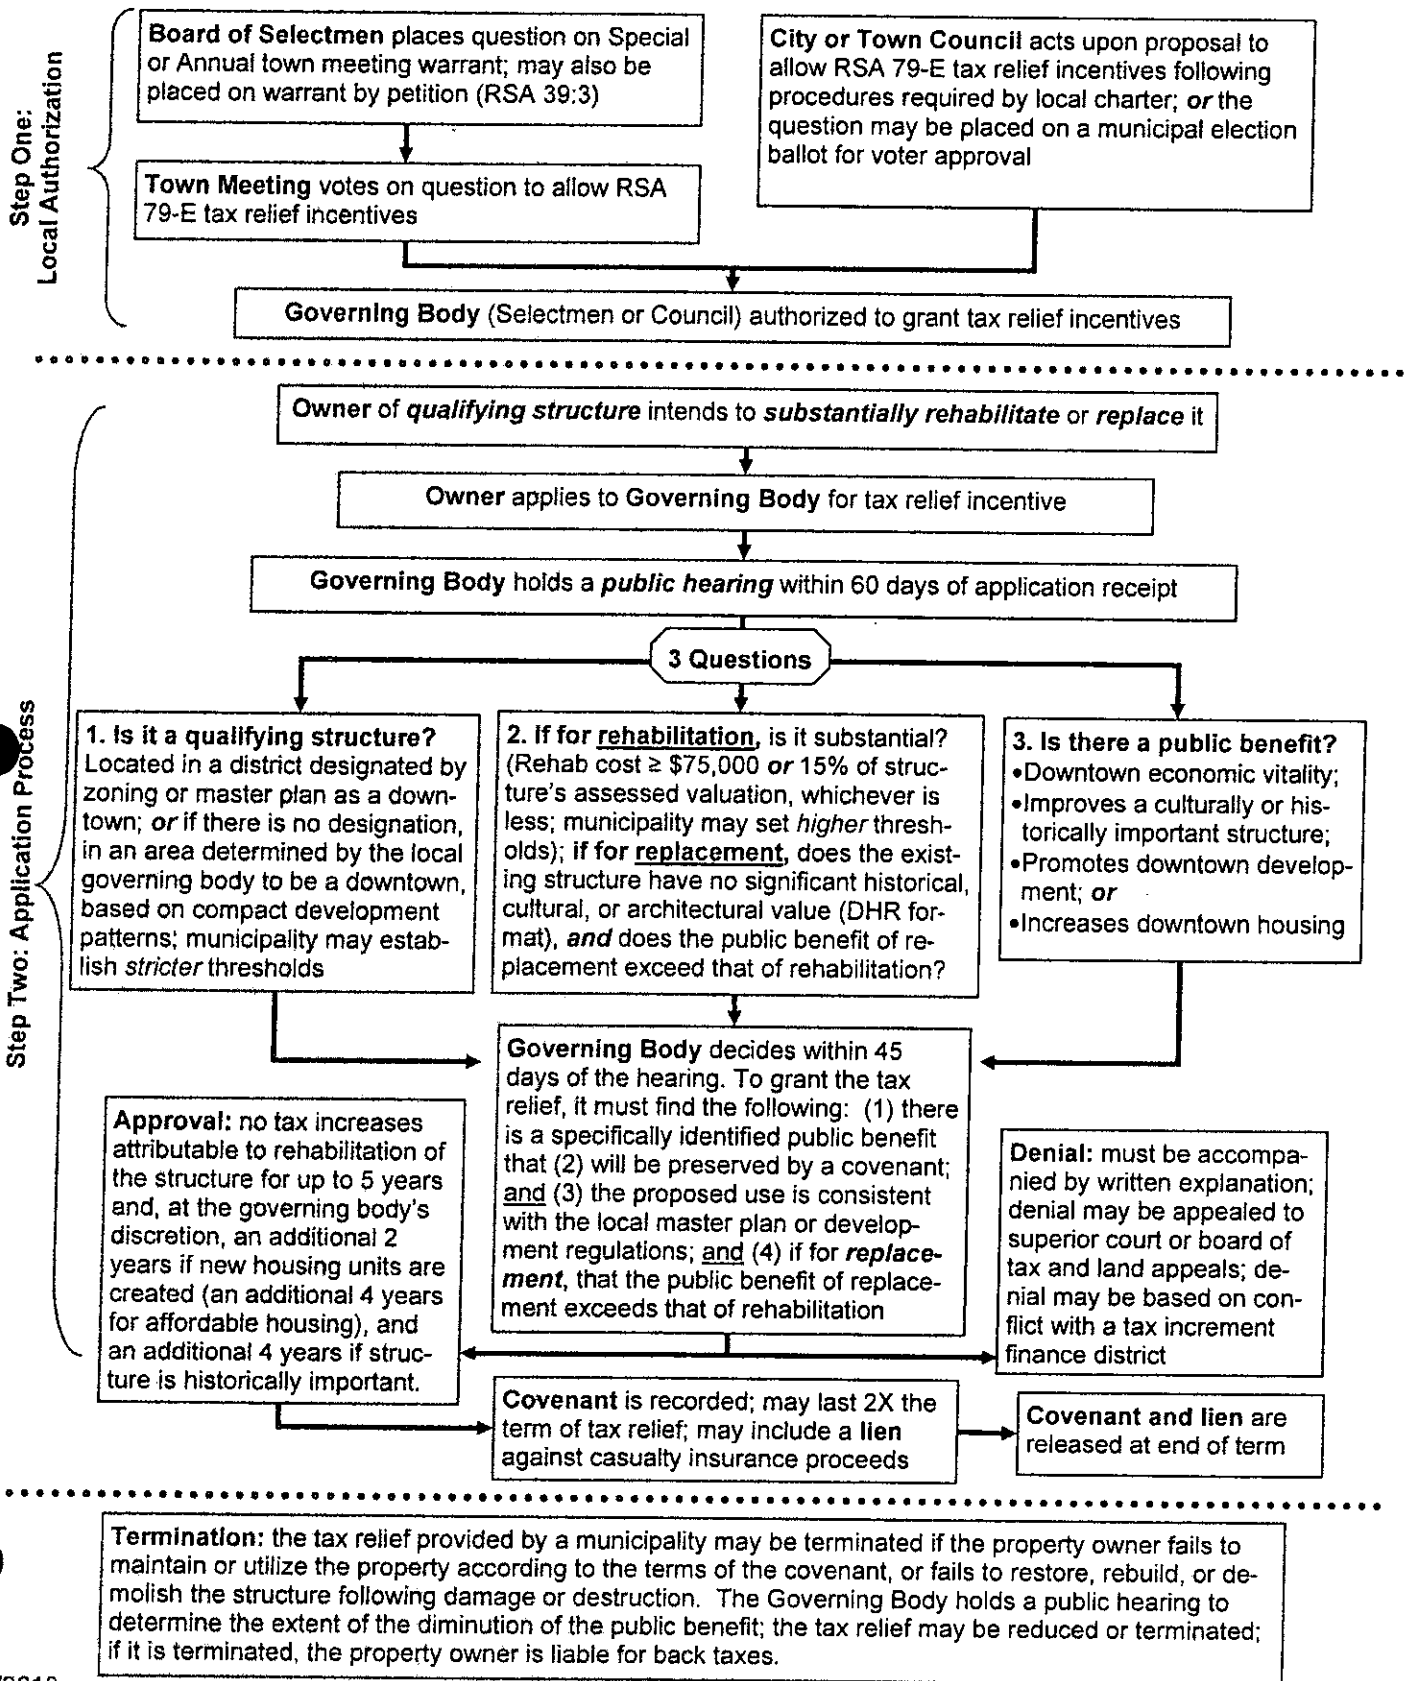 Step One:
Local Authorization
Board of Selectmen places question on Special
or Annual town meeting warrant; may also be
placed on warrant by petition (RSA 39:3)
Town Meeting votes on question to allow RSA
79-E tax relief incentives
City or Town Council acts upon proposal to
allow RSA 79-E tax relief incentives following
procedures required by local charter; or the
question may be placed on a municipal election
ballot for voter approval
Governing Body (Selectmen or Council) authorized to grant tax relief incentives
Step Two: Application Process
Owner of qualifying structure intends to substantially rehabilitate or replace it
Owner applies to Governing Body for tax relief incentive
Governing Body holds a public hearing within 60 days of application receipt
3 Questions
1. Is it a qualifying structure?
Located in a district designated by
zoning or master plan as a down-
town; or if there is no designation,
in an area determined by the local
governing body to be a downtown,
based on compact development
patterns; municipality may estab-
lish stricter thresholds
2. If for rehabilitation, is it substantial?
(Rehab cost ≥ $75,000 or 15% of struc-
ture's assessed valuation, whichever is
less; municipality may set higher thresh-
olds); if for replacement, does the exist-
ing structure have no significant historical,
cultural, or architectural value (DHR for-
mat), and does the public benefit of re-
placement exceed that of rehabilitation?
3. Is there a public benefit?
•Downtown economic vitality;
•Improves a culturally or his-
torically important structure;
•Promotes downtown develop-
ment; or
•Increases downtown housing
Governing Body decides within 45
days of the hearing. To grant the tax
relief, it must find the following: (1) there
is a specifically identified public benefit
that (2) will be preserved by a covenant;
and (3) the proposed use is consistent
with the local master plan or develop-
ment regulations; and (4) if for replace-
ment, that the public benefit of replace-
ment exceeds that of rehabilitation
Approval: no tax increases
attributable to rehabilitation of
the structure for up to 5 years
and, at the governing body's
discretion, an additional 2
years if new housing units are
created (an additional 4 years
for affordable housing), and
an additional 4 years if struc-
ture is historically important.
Denial: must be accompa-
nied by written explanation;
denial may be appealed to
superior court or board of
tax and land appeals; de-
nial may be based on con-
flict with a tax increment
finance district
Covenant is recorded; may last 2X the
term of tax relief; may include a lien
against casualty insurance proceeds
Covenant and lien are
released at end of term
Termination: the tax relief provided by a municipality may be terminated if the property owner fails to
maintain or utilize the property according to the terms of the covenant, or fails to restore, rebuild, or de-
molish the structure following damage or destruction. The Governing Body holds a public hearing to
determine the extent of the diminution of the public benefit; the tax relief may be reduced or terminated;
if it is terminated, the property owner is liable for back taxes.